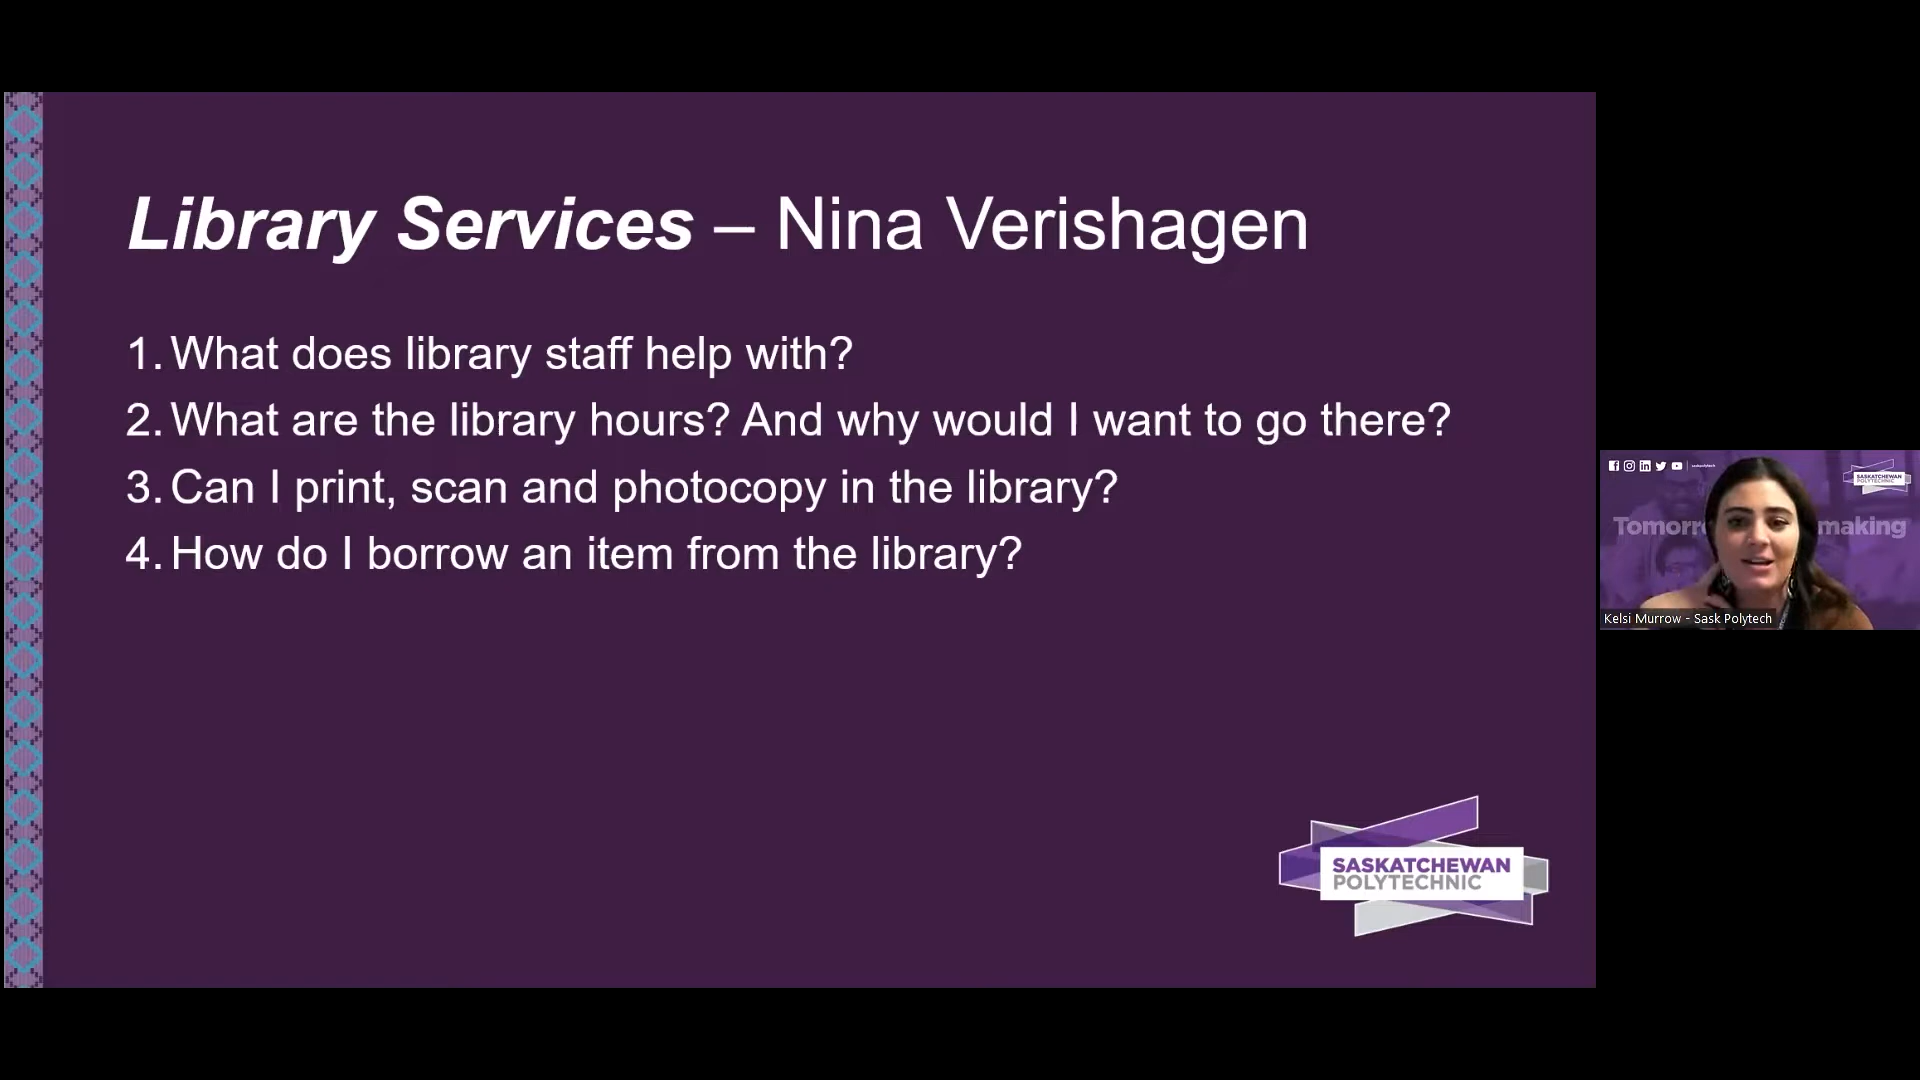 Library Services – Nina Verishagen
1. What does library staff help with?
2. What are the library hours? And why would I want to go there?
3. Can I print, scan and photocopy in the library?
4. How do I borrow an item from the library?
SASKATCHEWAN
POLYTECHNIC
SASKATCHEWAN
POLYTECHNIC
making
Kelsi Murrow - Sask Polytech